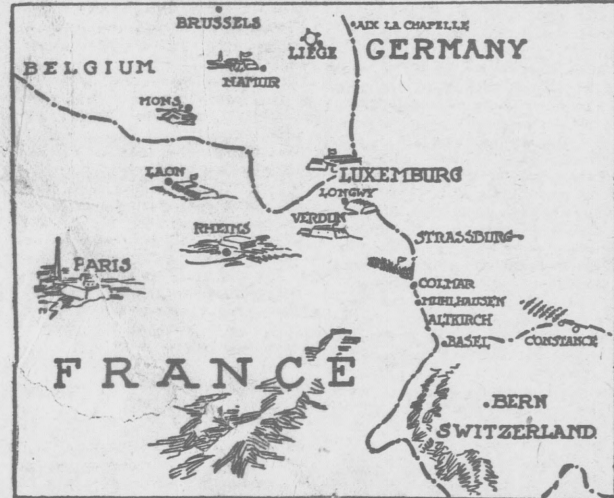 BRUSSELS
AIX LA CHAPELLE
LIÈGE
GERMANY
BELGIUM
NAMUR
MONS
LUXEMBURG
LAON
LONGWY
VERDUN
RHEIMS
STRASSBURG
PARIS
COLMAR
MUHLHAUSEN
ALTKIRCH
BASEL
CONSTANCE
FRANCE
BERN
SWITZERLAND